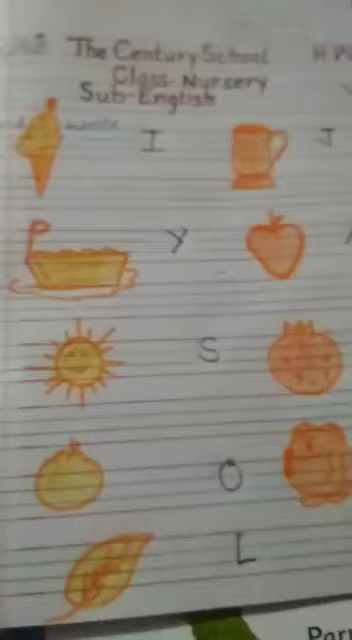 The Century School
H.W
Class- Nursery
Sub- English
I
J
Y
S
O
L